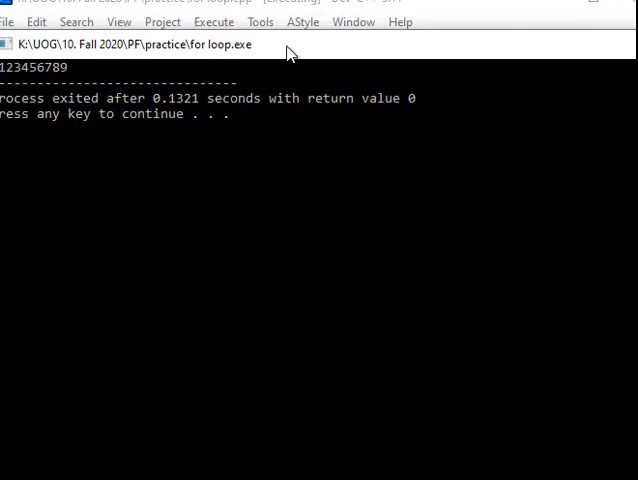 File Edit Search View Project Execute Tools AStyle Window Help
K:\UOG\10. Fall 2020\PF\practice\for loop.exe
123456789
--------------------------------
rocess exited after 0.1321 seconds with return value 0
ress any key to continue . . .